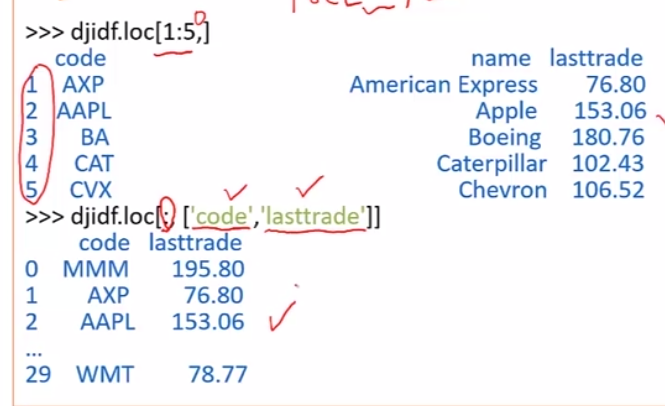 >>> djidf.loc[1:5,]
code name lasttrade
1 AXP American Express 76.80
2 AAPL Apple 153.06
3 BA Boeing 180.76
4 CAT Caterpillar 102.43
5 CVX Chevron 106.52
>>> djidf.loc[:, ['code','lasttrade']]
code lasttrade
0 MMM 195.80
1 AXP 76.80
2 AAPL 153.06
...
29 WMT 78.77